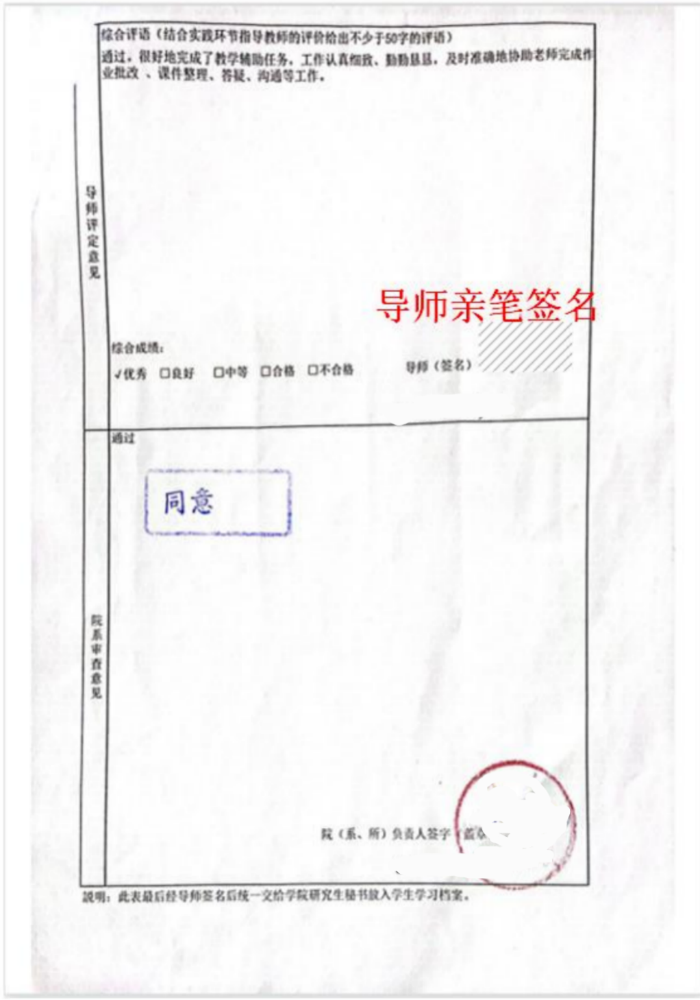 综合评语（结合实践环节指导教师的评价给出不少于50字的评语）
通过。很好地完成了教学辅助任务。工作认真细致、勤勤恳恳，及时准确地协助老师完成作
业批改 、课件整理、答疑、沟通等工作。
导师评定意见
导师亲笔签名
综合成绩：
√优秀 □良好 □中等 □合格 □不合格
导师（签名）
通过
同意
院系审查意见
院（系、所）负责人签字（盖章
説明：此表最后经导师签名后统一交给学院研究生秘书放入学生学习档案。